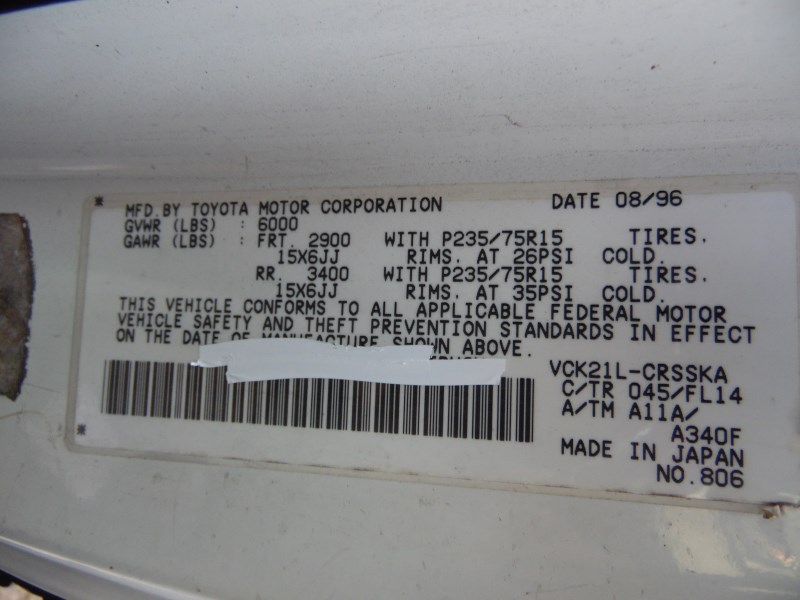 MFD.BY TOYOTA MOTOR CORPORATION DATE 08/96
GVWR (LBS) : 6000
GAWR (LBS) : FRT. 2900 WITH P235/75R15 TIRES.
15X6JJ RIMS. AT 26PSI COLD.
RR. 3400 WITH P235/75R15 TIRES.
15X6JJ RIMS. AT 35PSI COLD.
THIS VEHICLE CONFORMS TO ALL APPLICABLE FEDERAL MOTOR
VEHICLE SAFETY AND THEFT PREVENTION STANDARDS IN EFFECT
ON THE DATE OF MANUFACTURE SHOWN ABOVE.
VCK21L-CRSSKA
C/TR 045/FL14
A/TM A11A/
A340F
MADE IN JAPAN
NO.806